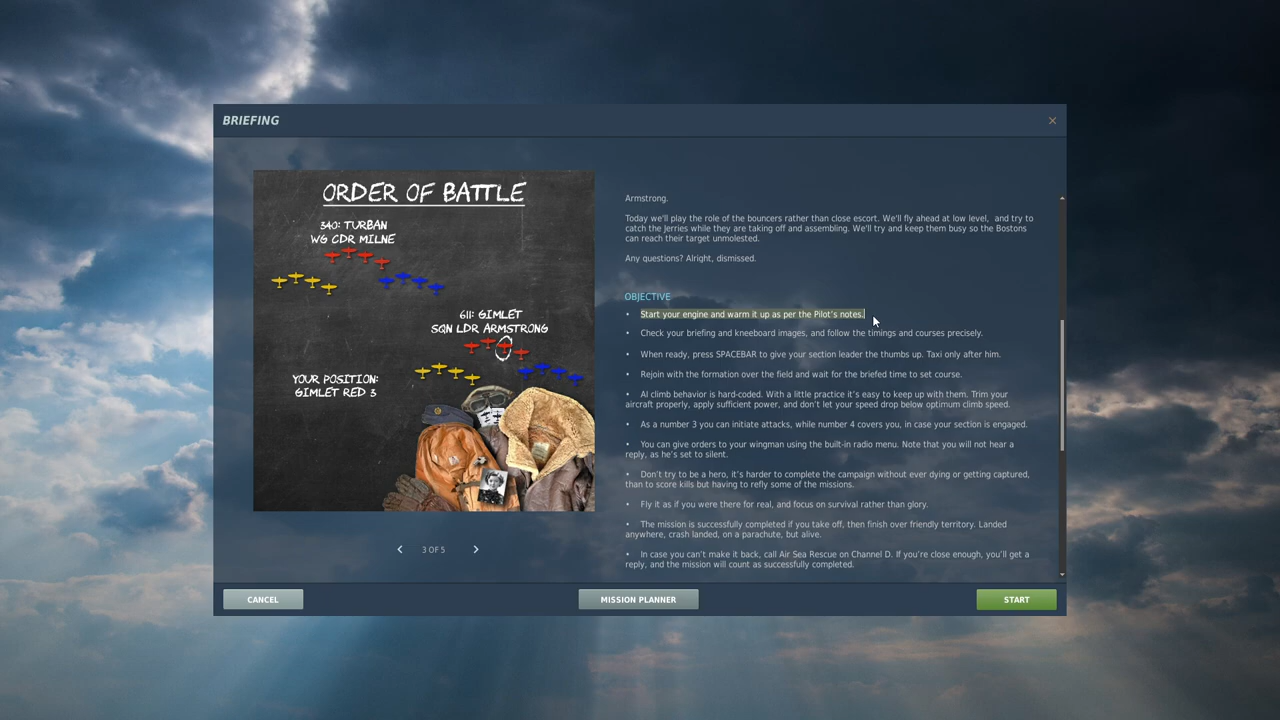 BRIEFING
ORDER OF BATTLE
340: TURBAN
WG CDR MILNE
611: GIMLET
SQN LDR ARMSTRONG
YOUR POSITION:
GIMLET RED 3
3 OF 5
Armstrong.
Today we'll play the role of the bouncers rather than close escort. We'll fly ahead at low level,  and try to
catch the Jerries while they are taking off and assembling. We'll try and keep them busy so the Bostons
can reach their target unmolested.
Any questions? Alright, dismissed.
OBJECTIVE
• Start your engine and warm it up as per the Pilot's notes.
• Check your briefing and kneeboard images, and follow the timings and courses precisely.
• When ready, press SPACEBAR to give your section leader the thumbs up. Taxi only after him.
• Rejoin with the formation over the field and wait for the briefed time to set course.
• AI climb behavior is hard-coded. With a little practice it's easy to keep up with them. Trim your
aircraft properly, apply sufficient power, and don't let your speed drop below optimum climb speed.
• As a number 3 you can initiate attacks, while number 4 covers you, in case your section is engaged.
• You can give orders to your wingman using the built-in radio menu. Note that you will not hear a
reply, as he's set to silent.
• Don't try to be a hero, it's harder to complete the campaign without ever dying or getting captured,
than to score kills but having to refly some of the missions.
• Fly it as if you were there for real, and focus on survival rather than glory.
• The mission is successfully completed if you take off, then finish over friendly territory. Landed
anywhere, crash landed, on a parachute, but alive.
• In case you can't make it back, call Air Sea Rescue on Channel D. If you're close enough, you'll get a
reply, and the mission will count as successfully completed.
CANCEL
MISSION PLANNER
START